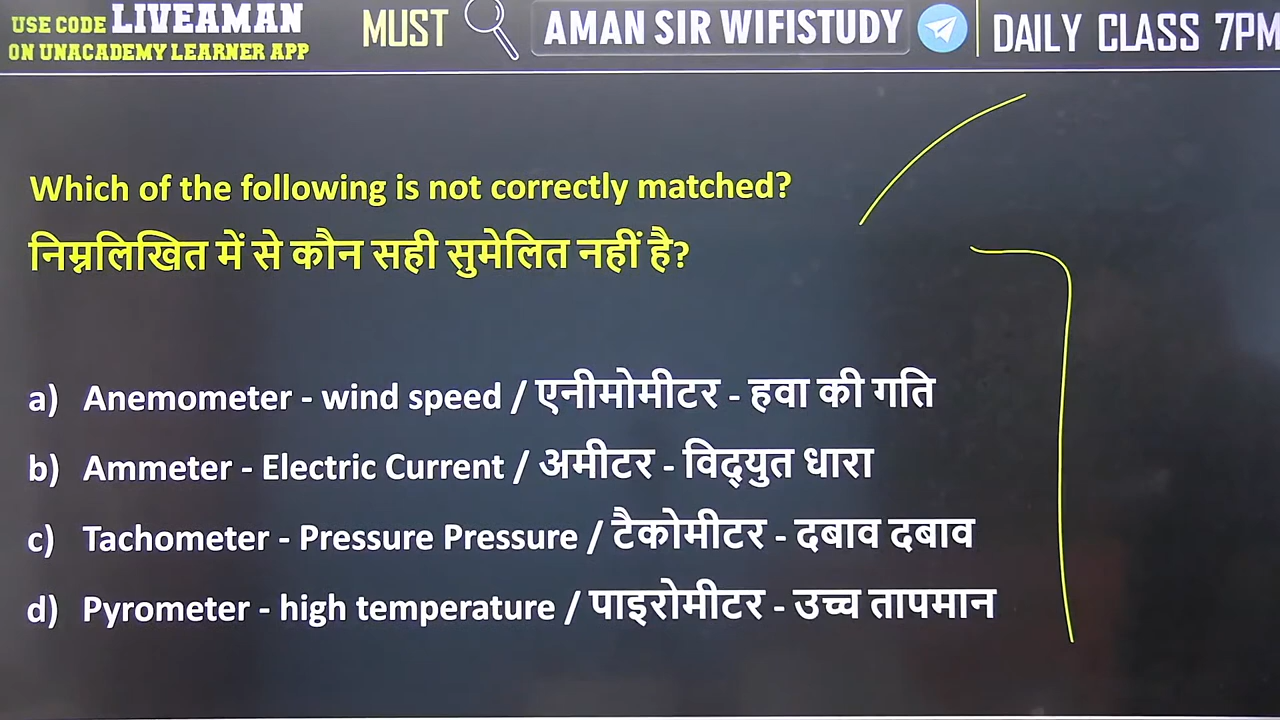 USE CODE LIVEAMAN
ON UNACADEMY LEARNER APP
MUST
AMAN SIR WIFISTUDY
DAILY CLASS 7PM
Which of the following is not correctly matched?
निम्नलिखित में से कौन सही सुमेलित नहीं है?
a) Anemometer - wind speed / एनीमोमीटर - हवा की गति
b) Ammeter - Electric Current / अमीटर - विद्युत धारा
c) Tachometer - Pressure Pressure / टैकोमीटर - दबाव दबाव
d) Pyrometer - high temperature / पाइरोमीटर - उच्च तापमान